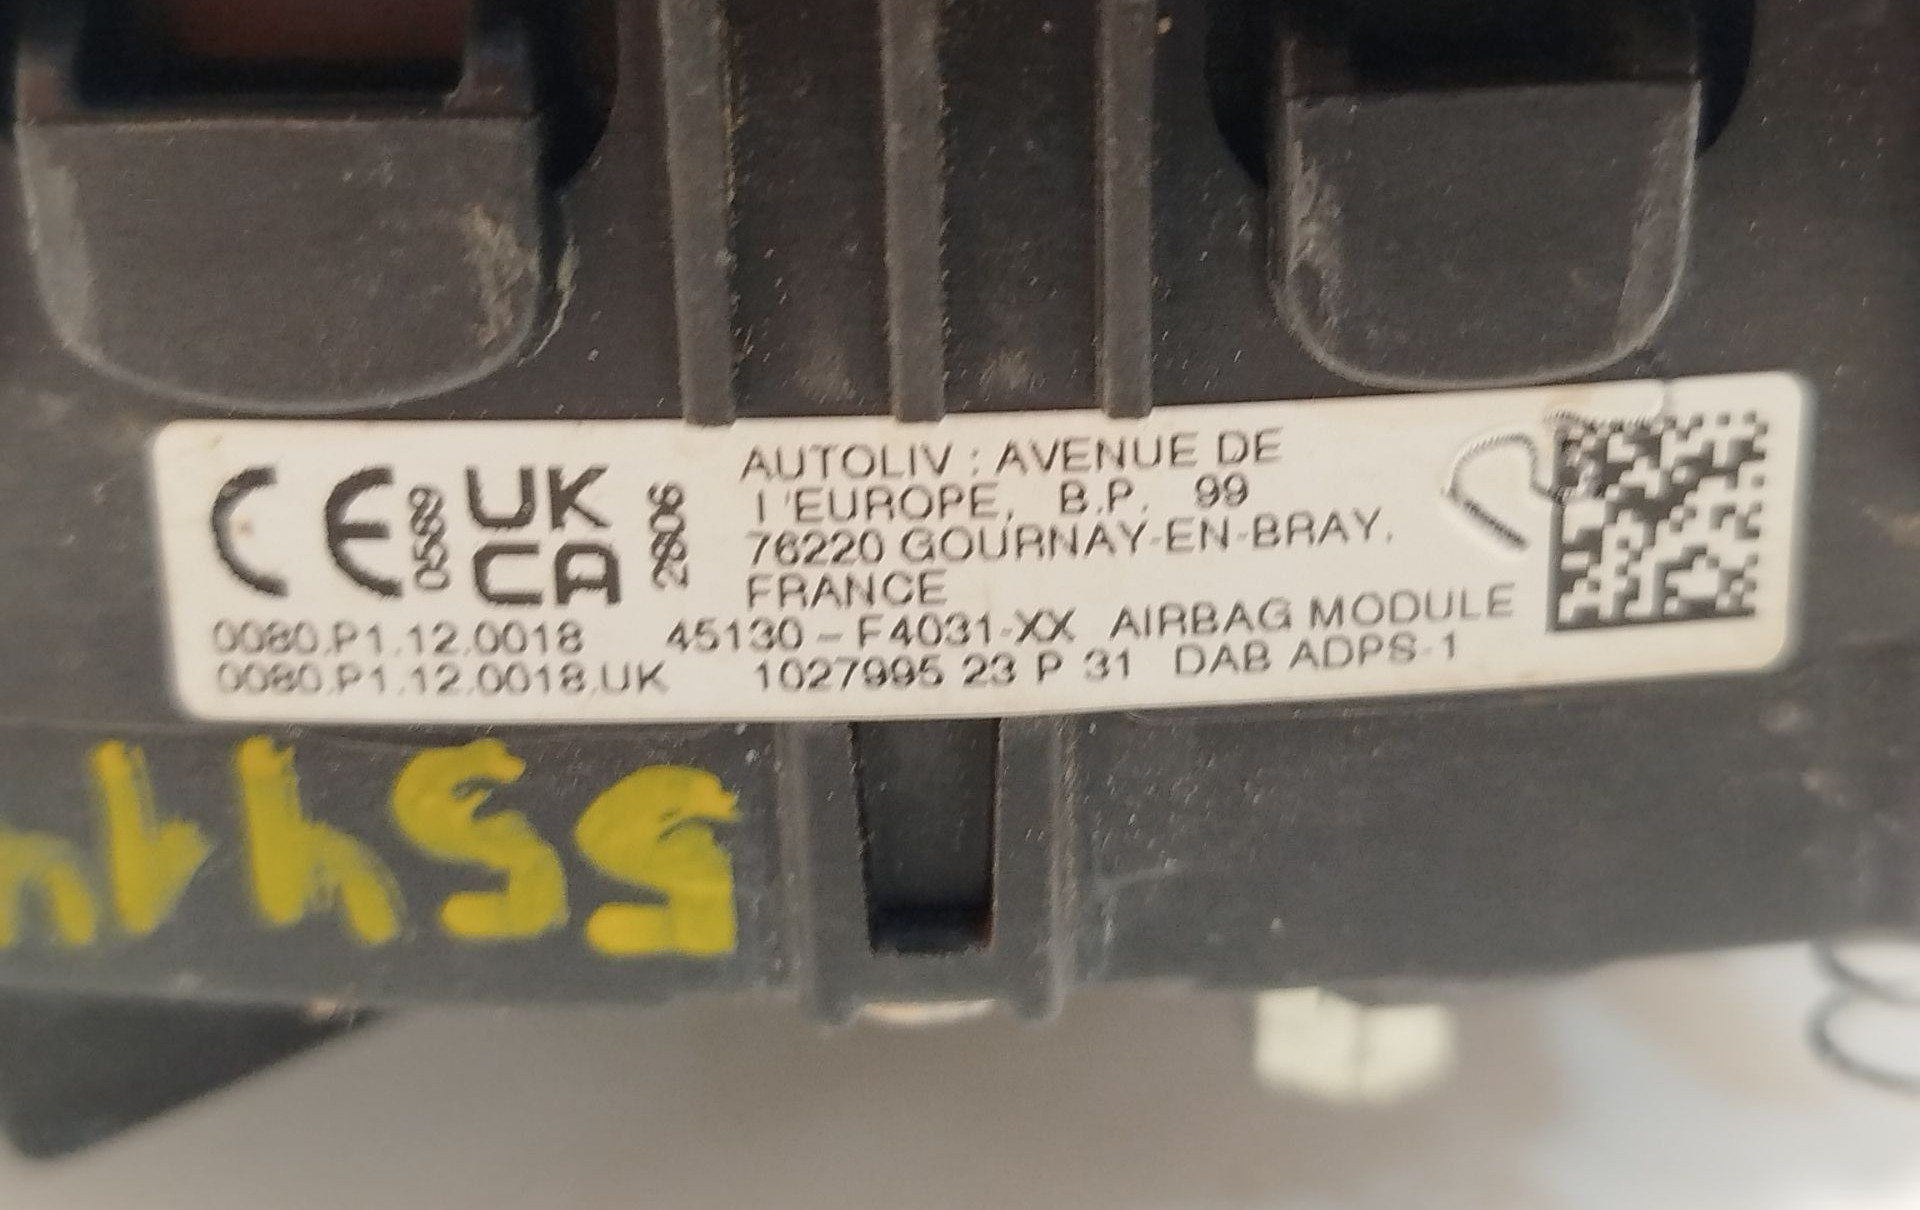 CE 0589 UK CA 2806
AUTOLIV : AVENUE DE
l'EUROPE, B.P. 99
76220 GOURNAY-EN-BRAY.
FRANCE
0080.P1.12.0018 45130-F4031-XX AIRBAG MODULE
0080.P1.12.0018.UK 1027995 23 P 31 DAB ADPS-1